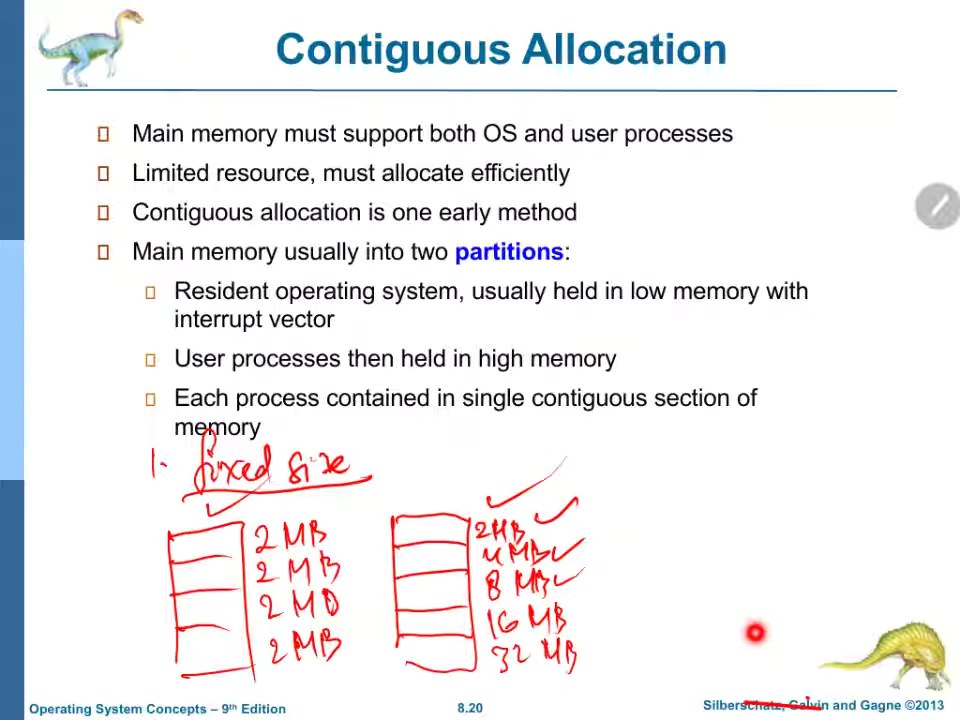 Contiguous Allocation
Main memory must support both OS and user processes
Limited resource, must allocate efficiently
Contiguous allocation is one early method
Main memory usually into two partitions:
Resident operating system, usually held in low memory with
interrupt vector
User processes then held in high memory
Each process contained in single contiguous section of
memory
1. fixed size
2 MB
2 MB
2 MB
2 MB
2MB
4 MB
8 MB
16 MB
32 MB
Operating System Concepts – 9th Edition
8.20
Silberschatz, Galvin and Gagne ©2013